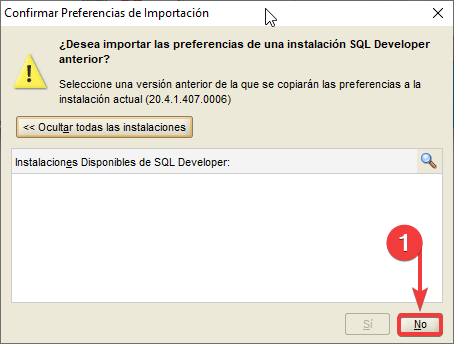 Confirmar Preferencias de Importación
¿Desea importar las preferencias de una instalación SQL Developer
anterior?
Seleccione una versión anterior de la que se copiarán las preferencias a la
instalación actual (20.4.1.407.0006)
<< Ocultar todas las instalaciones
Instalaciones Disponibles de SQL Developer:
1
Sí
No